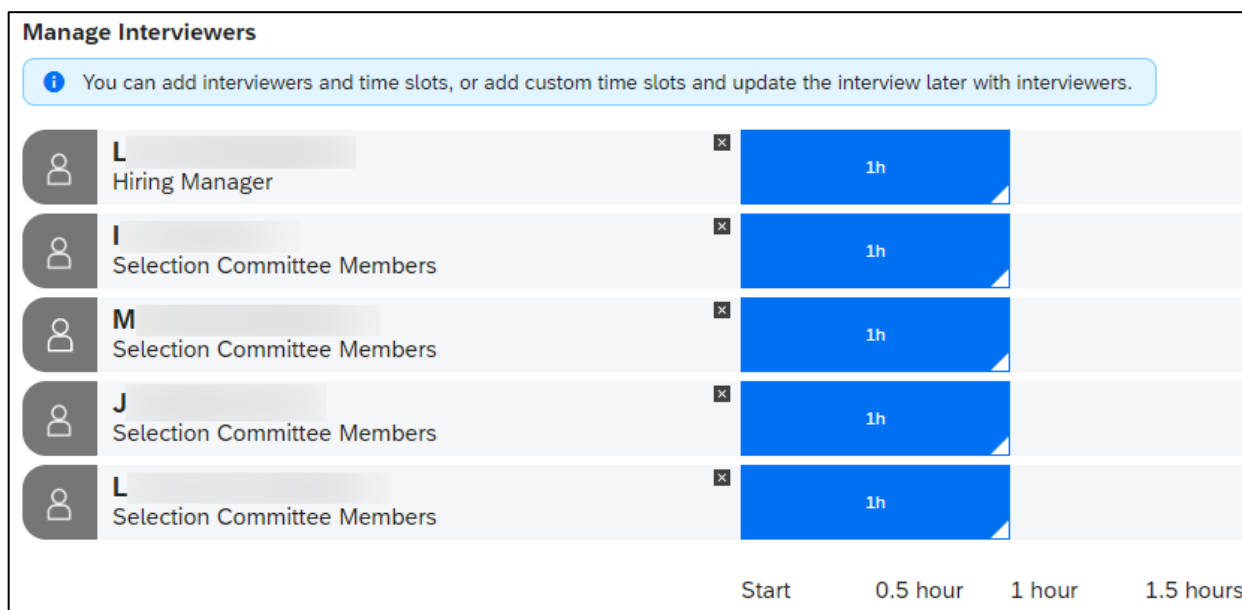 Manage Interviewers
You can add interviewers and time slots, or add custom time slots and update the interview later with interviewers.
L
Hiring Manager
1h
I
Selection Committee Members
1h
M
Selection Committee Members
1h
J
Selection Committee Members
1h
L
Selection Committee Members
1h
Start 0.5 hour 1 hour 1.5 hours